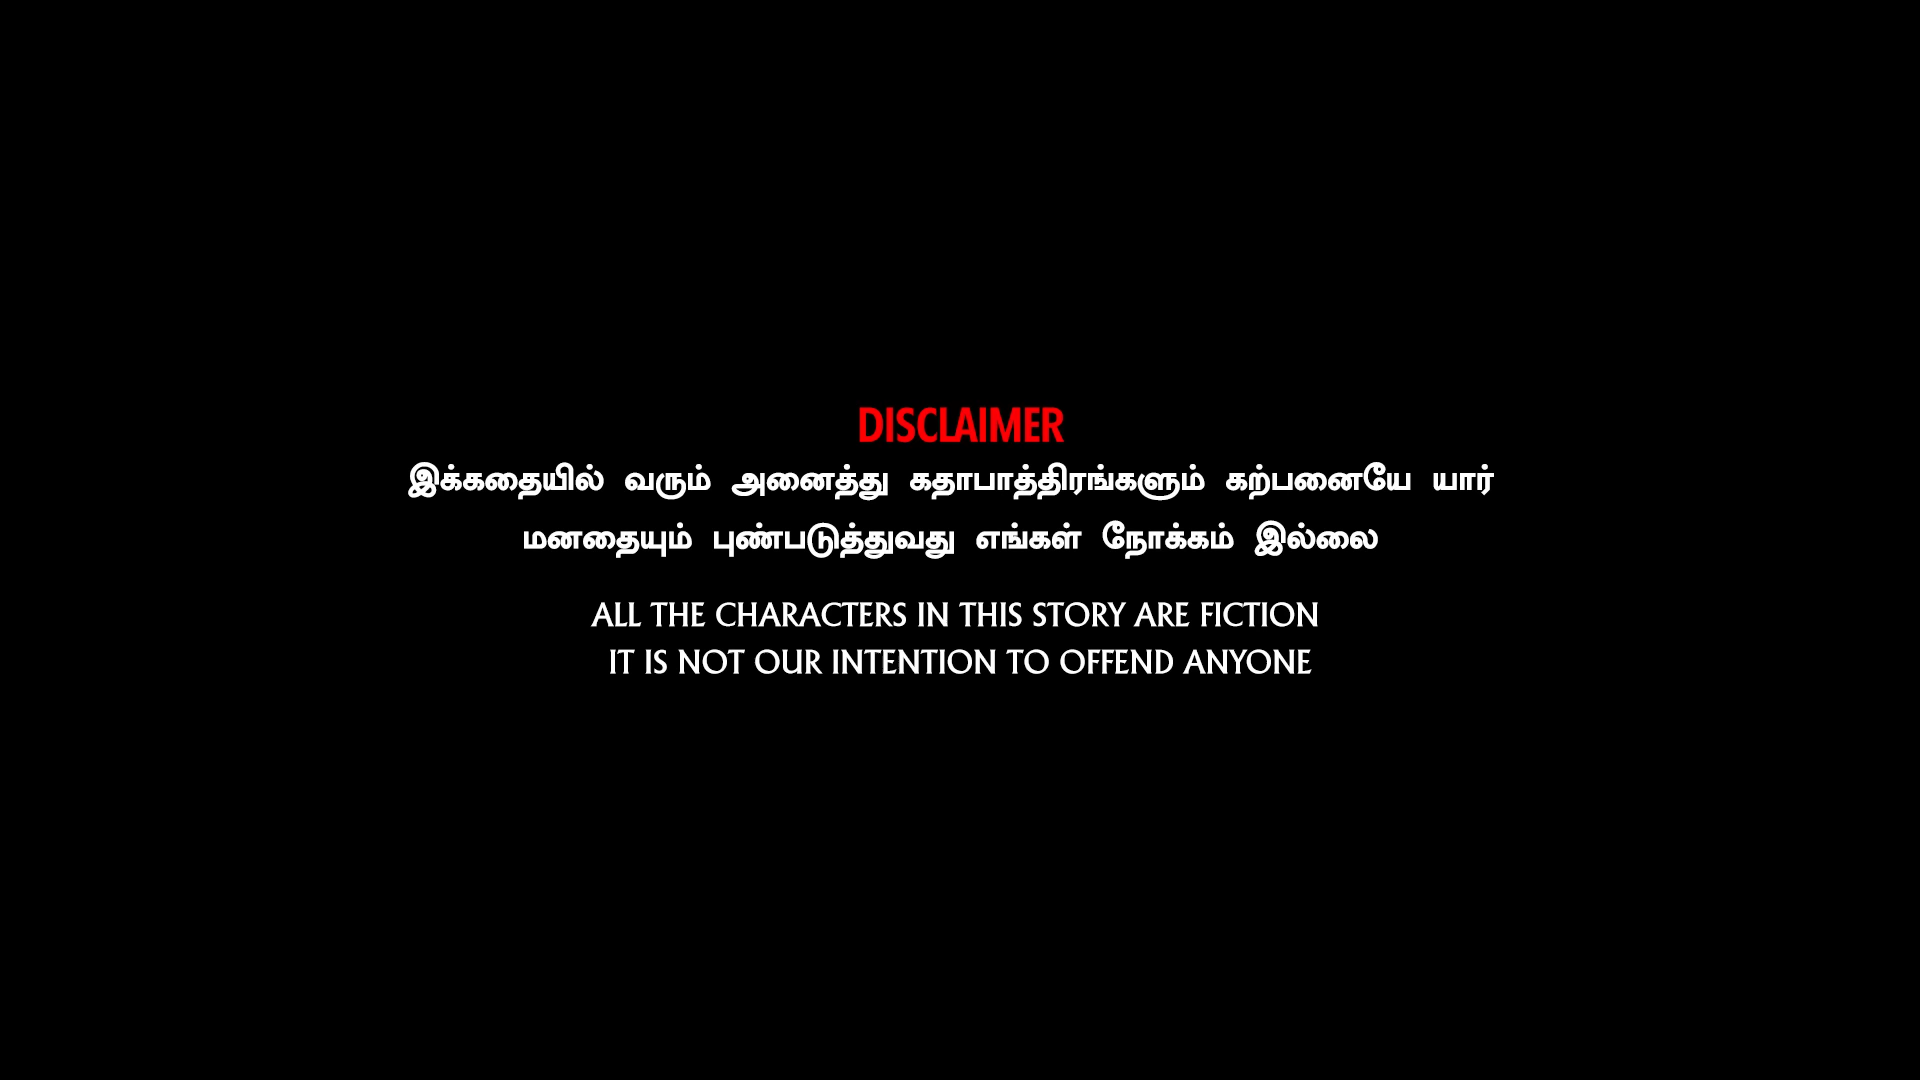 DISCLAIMER
இக்கதையில் வரும் அனைத்து கதாபாத்திரங்களும் கற்பனையே யார்
மனதையும் புண்படுத்துவது எங்கள் நோக்கம் இல்லை
ALL THE CHARACTERS IN THIS STORY ARE FICTION
IT IS NOT OUR INTENTION TO OFFEND ANYONE